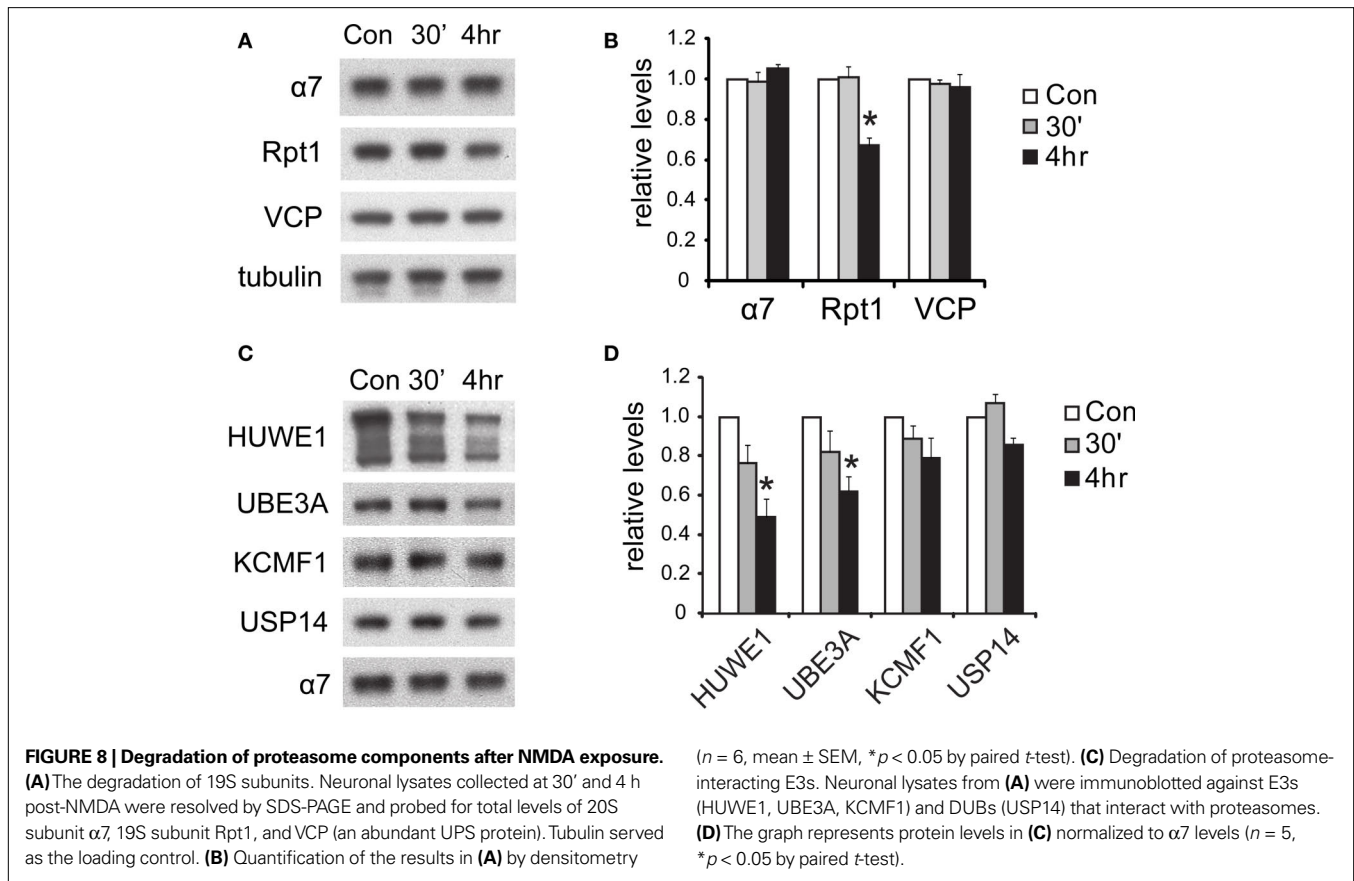 A
Con 30' 4hr
α7
Rpt1
VCP
tubulin
B
relative levels
1.2
1.0
0.8
0.6
0.4
0.2
0
*
α7 Rpt1 VCP
Con
30'
4hr
C
Con 30' 4hr
HUWE1
UBE3A
KCMF1
USP14
α7
D
relative levels
1.2
1.0
0.8
0.6
0.4
0.2
0
*
*
HUWE1
UBE3A
KCMF1
USP14
Con
30'
4hr
FIGURE 8 | Degradation of proteasome components after NMDA exposure.
(A) The degradation of 19S subunits. Neuronal lysates collected at 30' and 4 h
post-NMDA were resolved by SDS-PAGE and probed for total levels of 20S
subunit α7, 19S subunit Rpt1, and VCP (an abundant UPS protein). Tubulin served
as the loading control. (B) Quantification of the results in (A) by densitometry
(n = 6, mean ± SEM, *p < 0.05 by paired t-test). (C) Degradation of proteasome-
interacting E3s. Neuronal lysates from (A) were immunoblotted against E3s
(HUWE1, UBE3A, KCMF1) and DUBs (USP14) that interact with proteasomes.
(D) The graph represents protein levels in (C) normalized to α7 levels (n = 5,
*p < 0.05 by paired t-test).